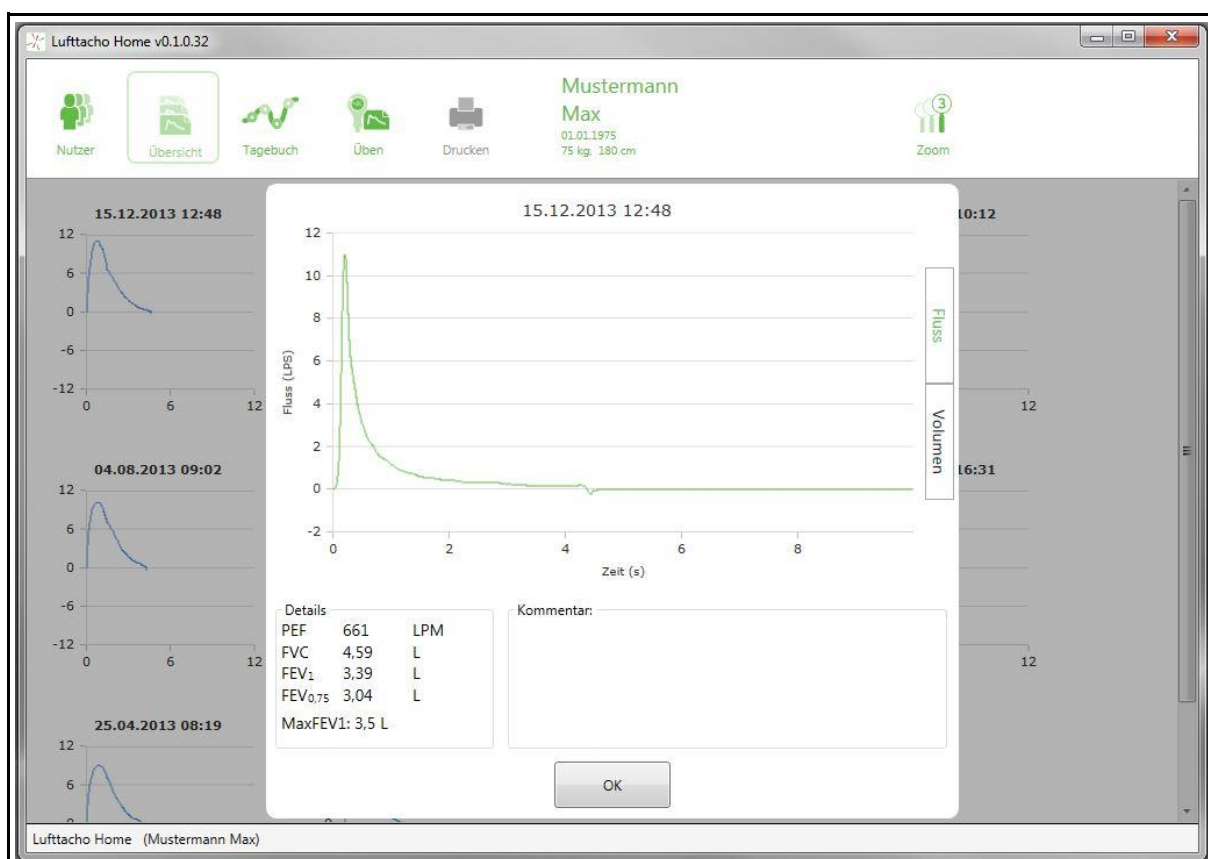 Lufttacho Home v0.1.0.32
Nutzer
Übersicht
Tagebuch
Üben
Drucken
Mustermann
Max
01.01.1975
75 kg, 180 cm
3
Zoom
15.12.2013 12:48
12
6
0
-6
-12
0 6 12
04.08.2013 09:02
12
6
0
-6
-12
0 6 12
25.04.2013 08:19
12
6
15.12.2013 12:48
Fluss (LPS)
12
10
8
6
4
2
0
-2
0 2 4 6 8
Zeit (s)
Fluss
Volumen
Details
PEF 661 LPM
FVC 4,59 L
FEV1 3,39 L
FEV0,75 3,04 L
MaxFEV1: 3,5 L
Kommentar:
OK
10:12
12
16:31
12
Lufttacho Home (Mustermann Max)